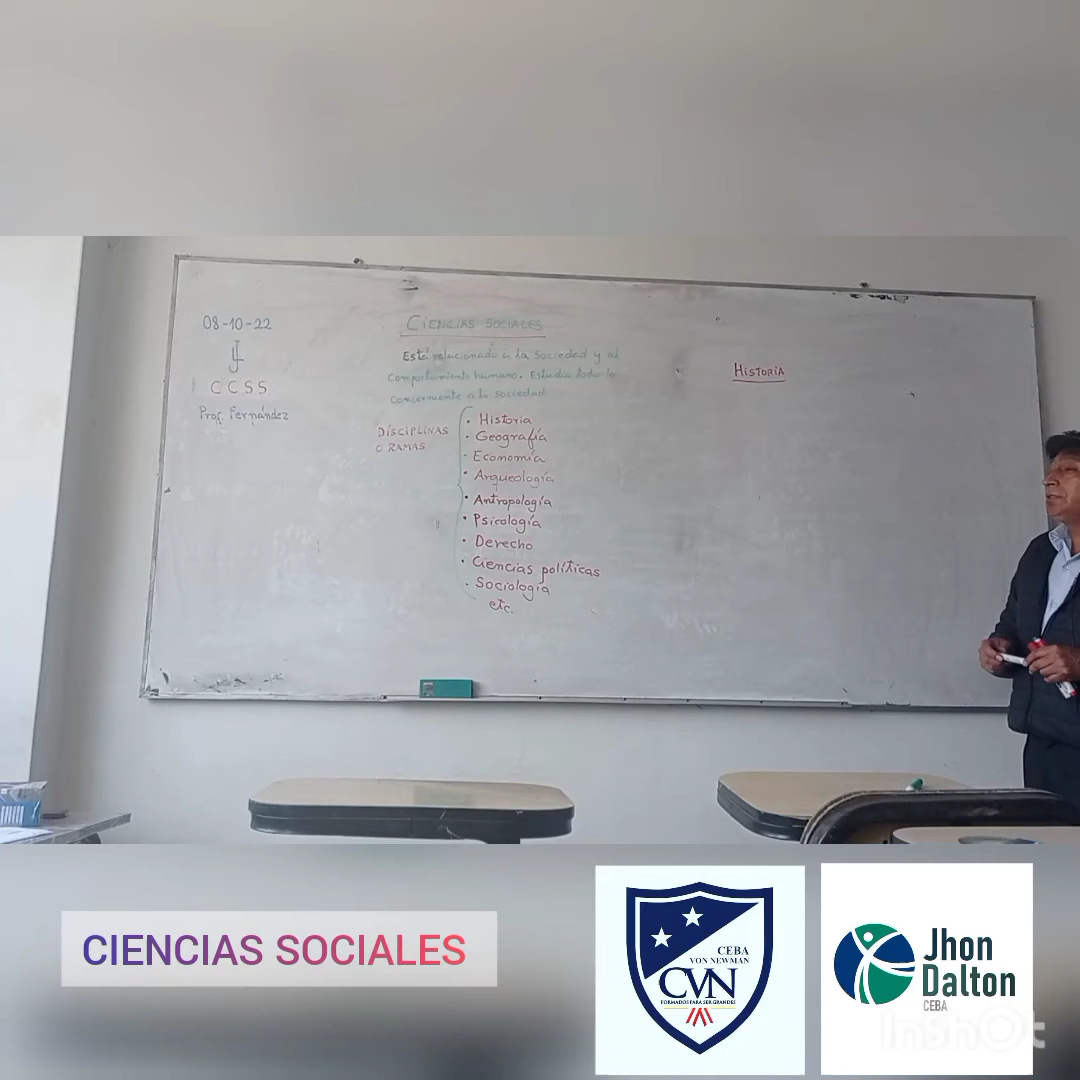 08-10-22
CCSS
Prof. Fernández
CIENCIAS SOCIALES
Está relacionado a la sociedad y al
comportamiento humano. Estudia todo lo
concerniente a la sociedad
DISCIPLINAS
O RAMAS
• Historia
• Geografía
• Economía
• Arqueología
• Antropología
• Psicología
• Derecho
• Ciencias políticas
• Sociología
etc.
HISTORIA
CIENCIAS SOCIALES
CEBA
VON NEWMAN
CVN
FORMADOS PARA SER GRANDES
Jhon
Dalton
CEBA
InShOt